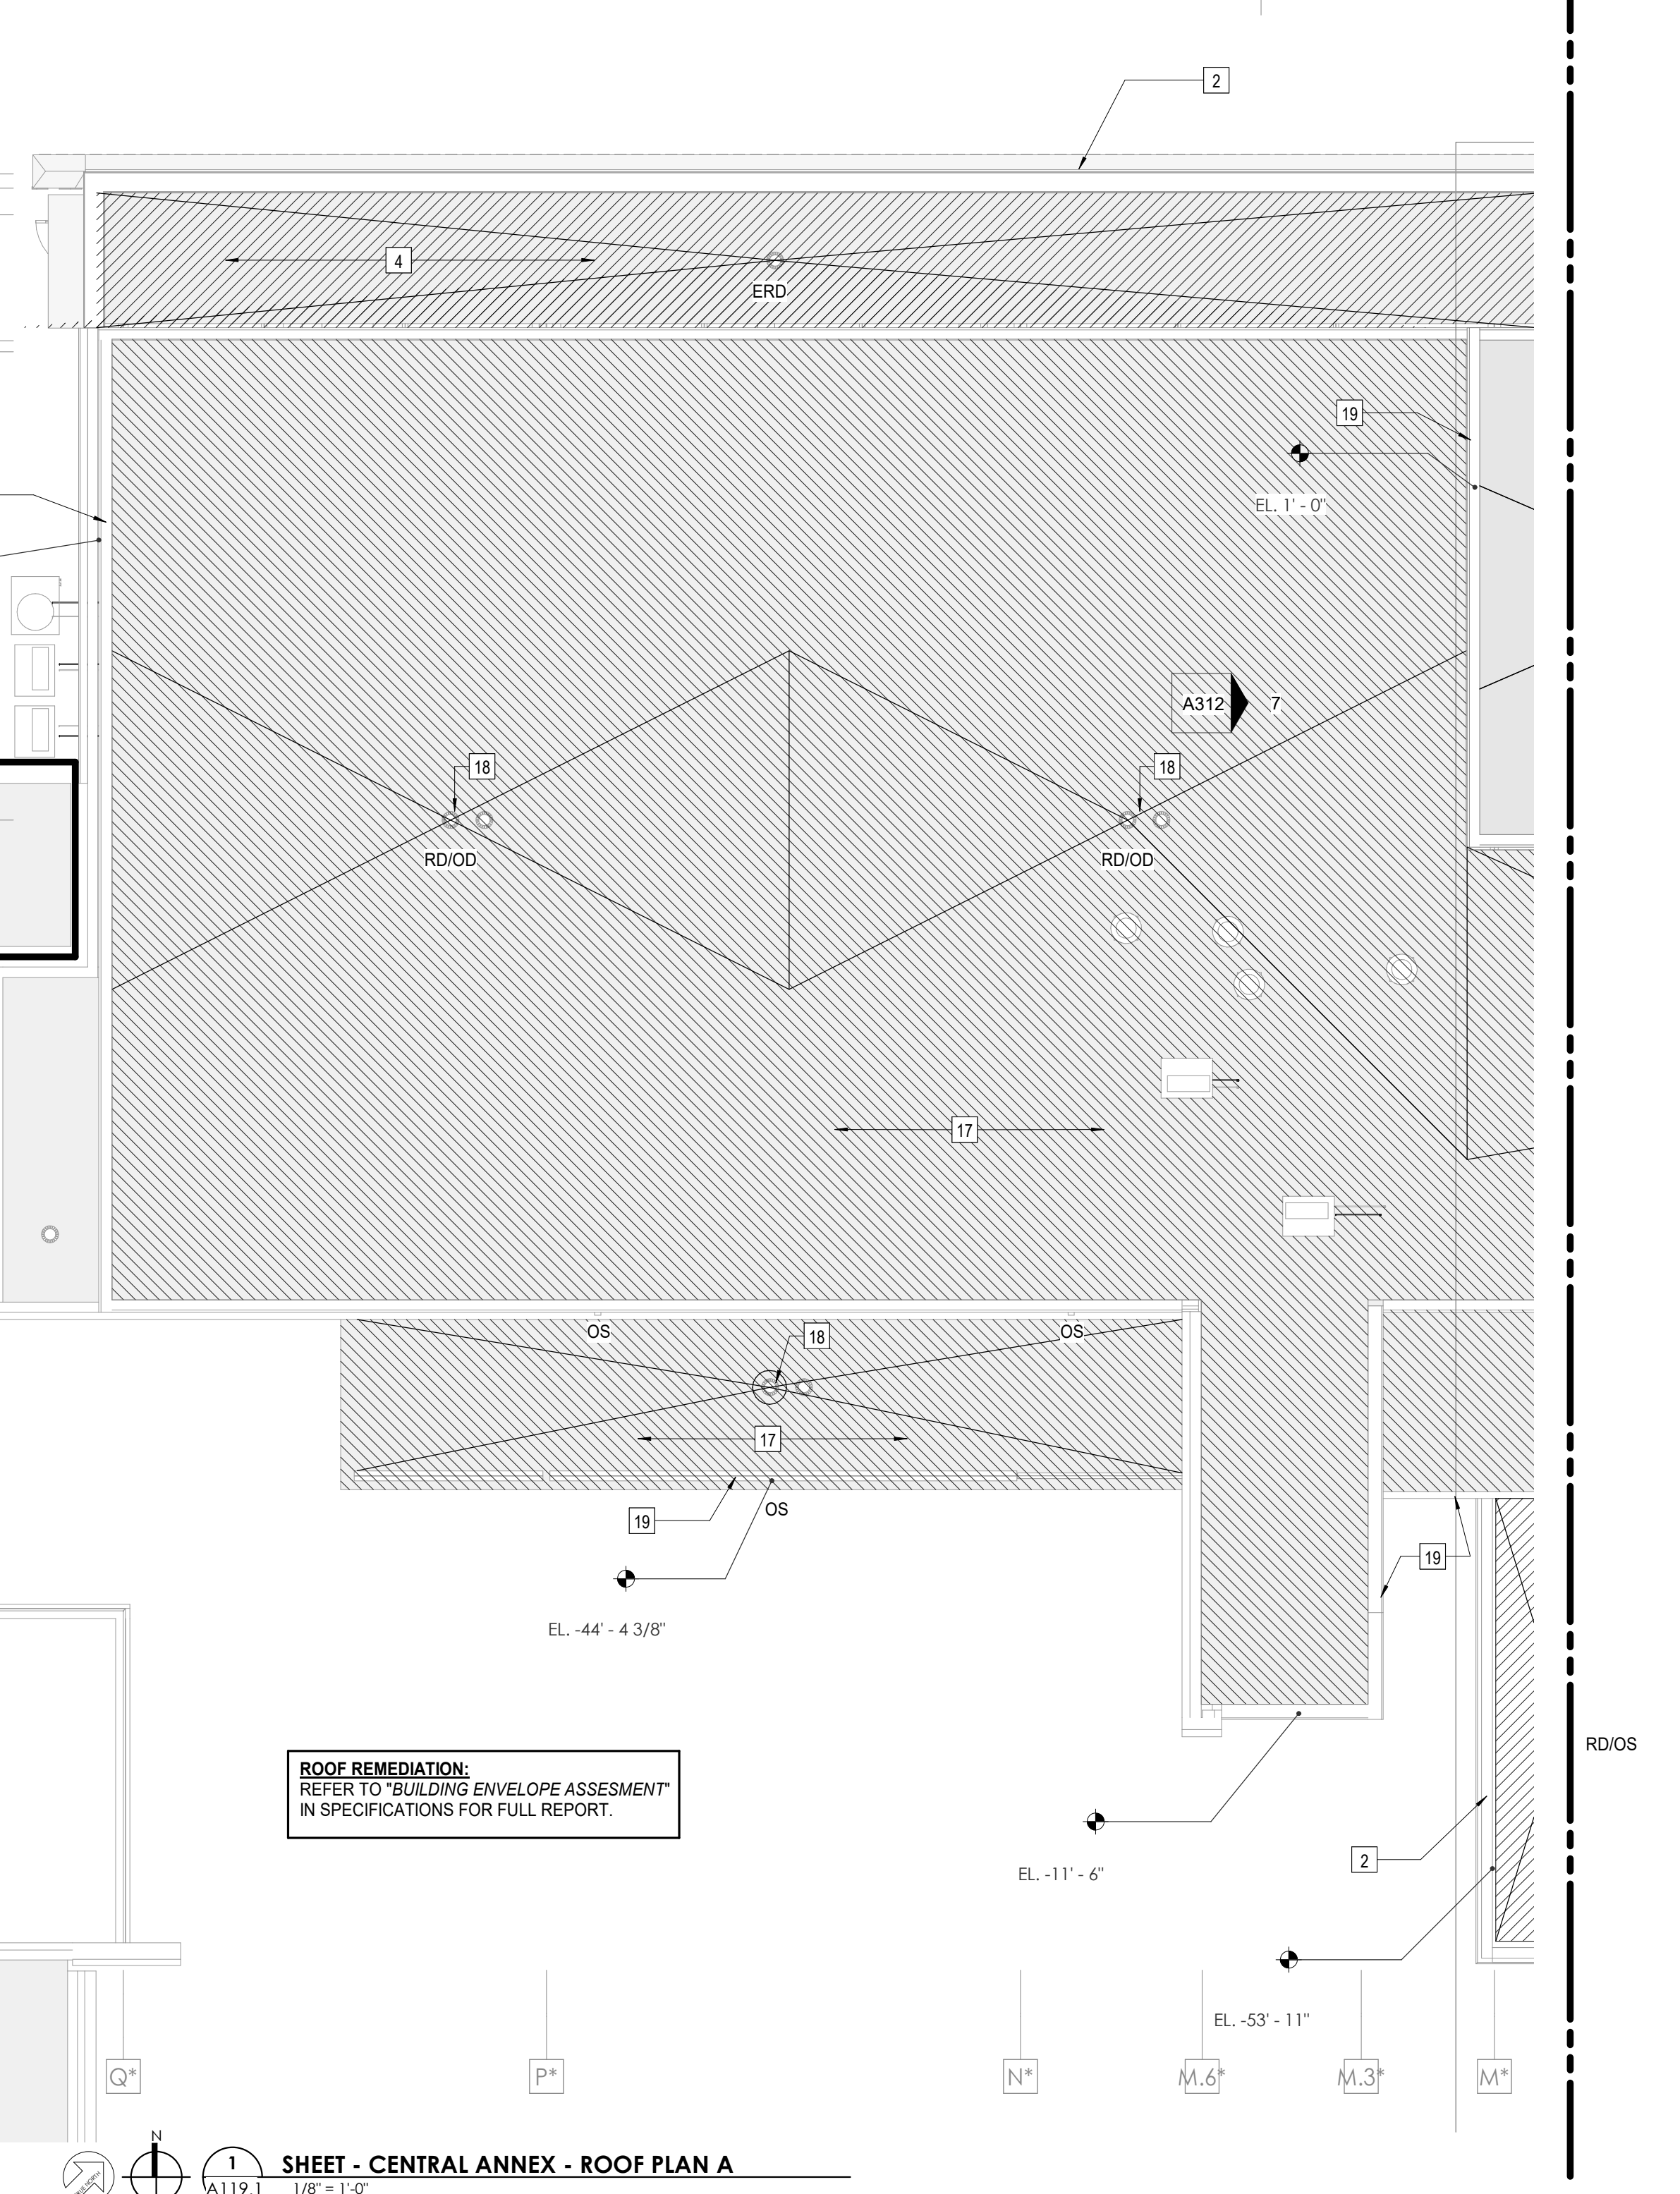 2
4
ERD
19
EL. 1' - 0"
A312
7
18
18
RD/OD
RD/OD
17
OS
OS
18
17
19
OS
19
EL. -44' - 4 3/8"
ROOF REMEDIATION:
REFER TO "BUILDING ENVELOPE ASSESMENT"
IN SPECIFICATIONS FOR FULL REPORT.
RD/OS
EL. -11' - 6"
2
EL. -53' - 11"
Q*
P*
N*
M.6*
M.3*
M*
N
TRUE NORTH
1
SHEET - CENTRAL ANNEX - ROOF PLAN A
A119.1
1/8" = 1'-0"